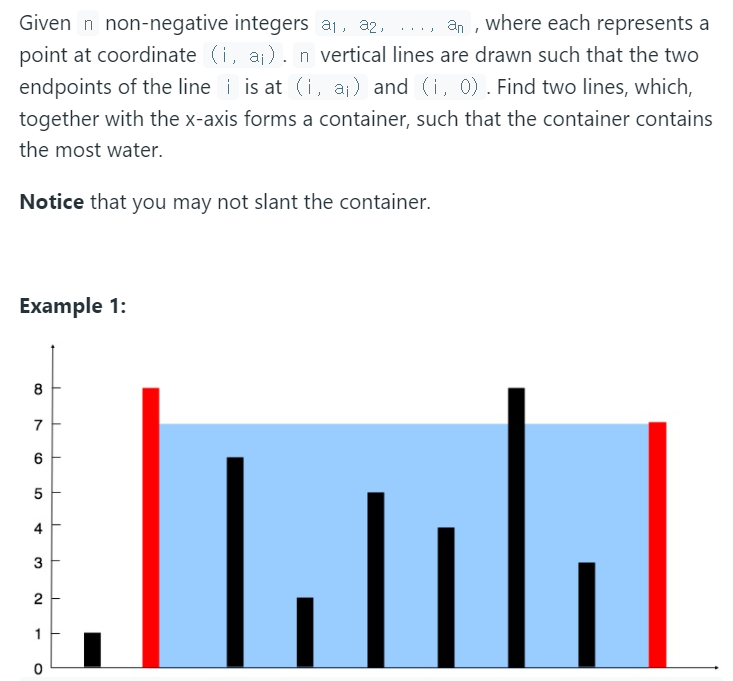 Given n non-negative integers a₁, a₂, ..., aₙ , where each represents a
point at coordinate (i, aᵢ). n vertical lines are drawn such that the two
endpoints of the line i is at (i, aᵢ) and (i, 0). Find two lines, which,
together with the x-axis forms a container, such that the container contains
the most water.
Notice that you may not slant the container.
Example 1:
8
7
6
5
4
3
2
1
0